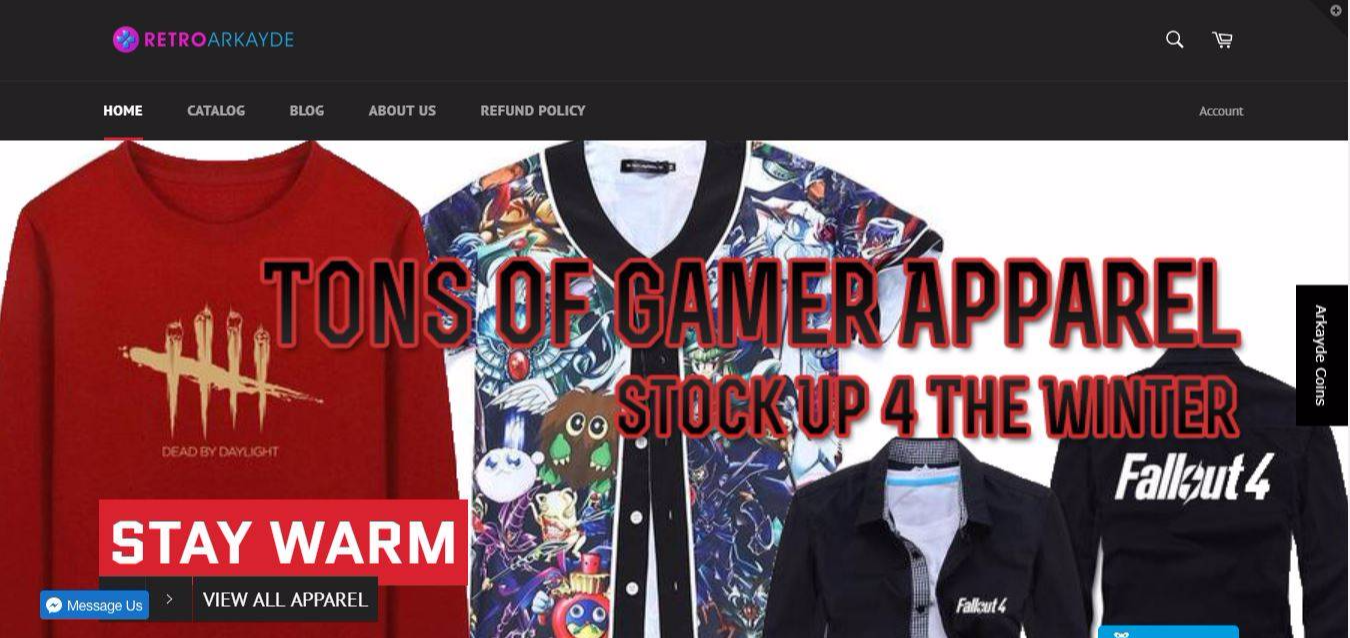 RETROARKAYDE
HOME CATALOG BLOG ABOUT US REFUND POLICY Account
TONS OF GAMER APPAREL
STOCK UP 4 THE WINTER
Arkayde Coins
DEAD BY DAYLIGHT
Fallout 4
STAY WARM
VIEW ALL APPAREL
Message Us
Fallout 4